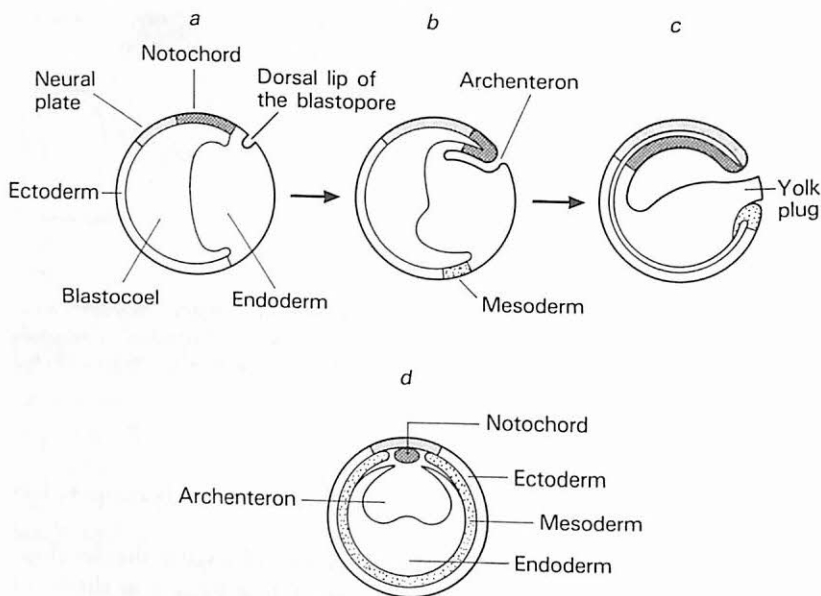 a
b
c
Notochord
Neural
plate
Dorsal lip of
the blastopore
Archenteron
Ectoderm
Yolk
plug
Blastocoel
Endoderm
Mesoderm
d
Notochord
Ectoderm
Archenteron
Mesoderm
Endoderm